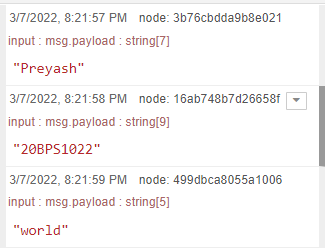 3/7/2022, 8:21:57 PM node: 3b76cbdda9b8e021
input : msg.payload : string[7]
"Preyash"
3/7/2022, 8:21:58 PM node: 16ab748b7d26658f
input : msg.payload : string[9]
"20BPS1022"
3/7/2022, 8:21:59 PM node: 499dbca8055a1006
input : msg.payload : string[5]
"world"